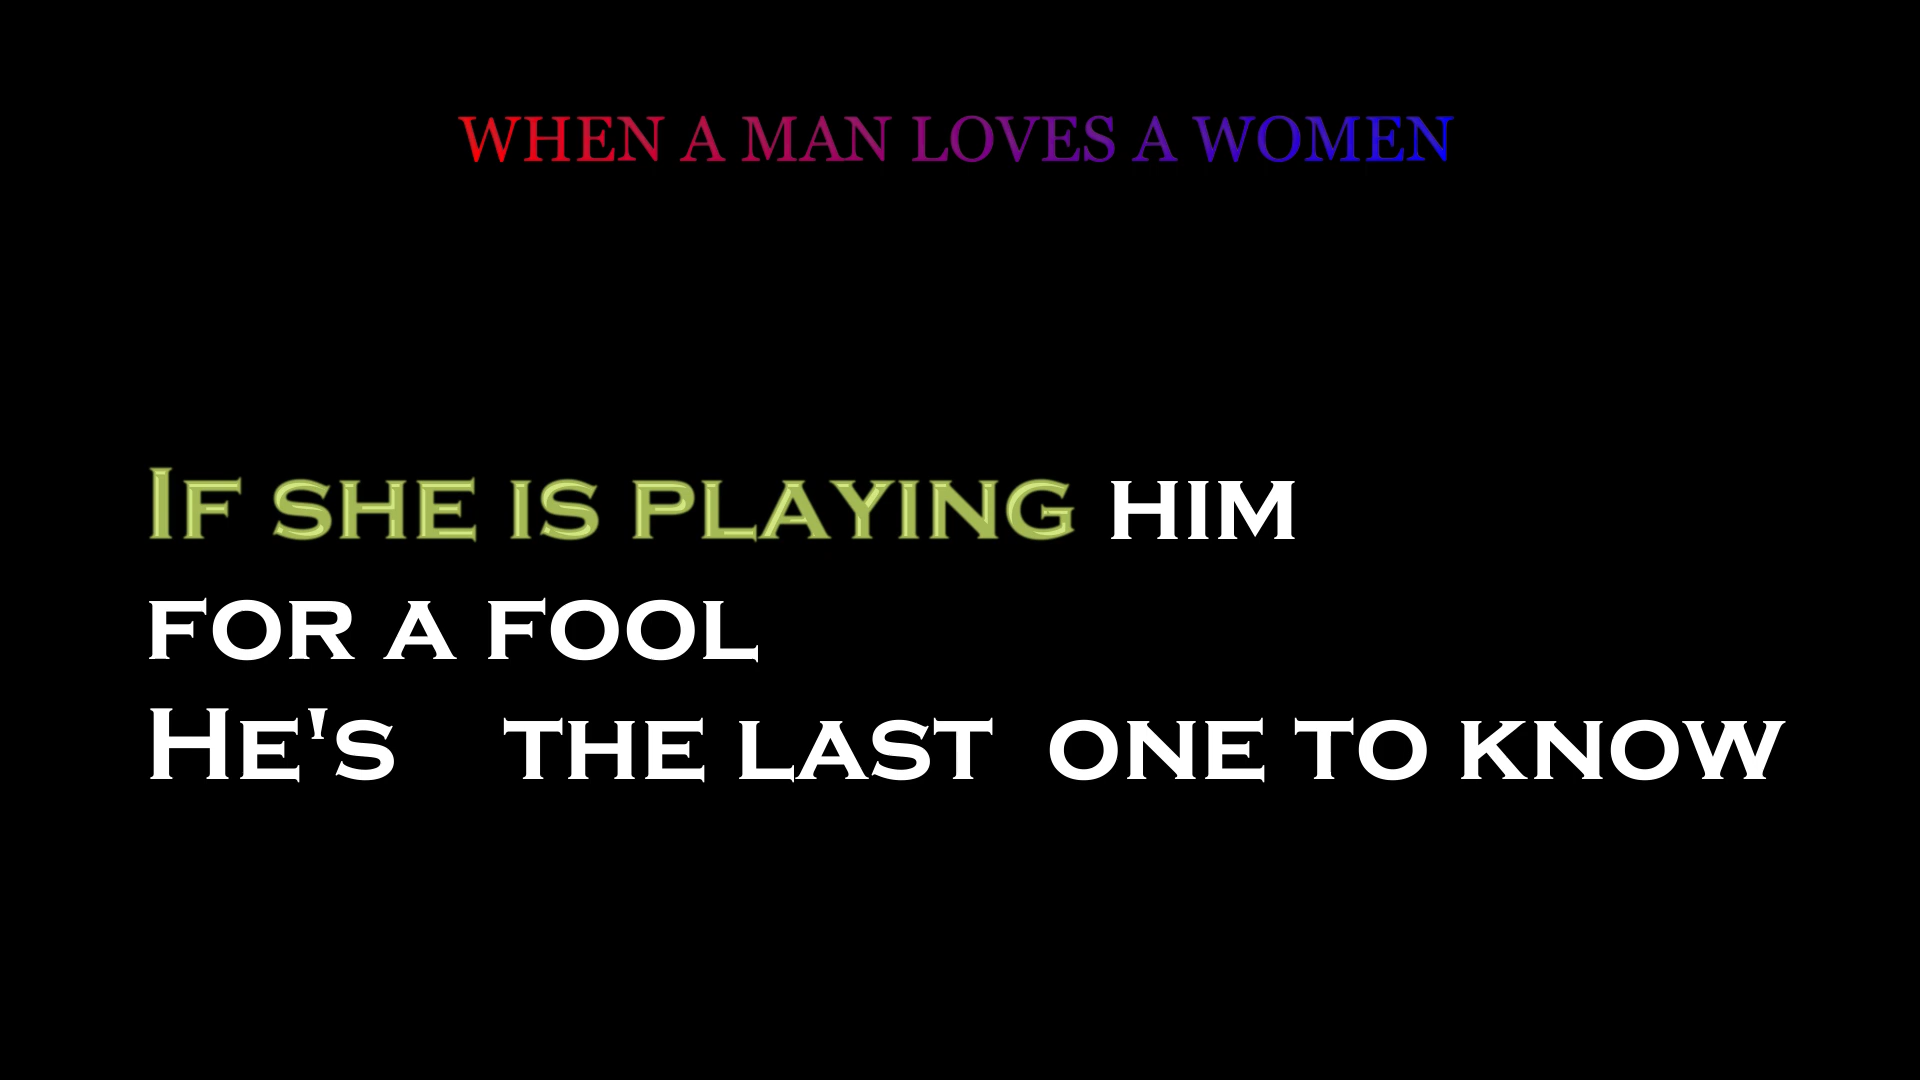 WHEN A MAN LOVES A WOMEN
If she is playing him
for a fool
He's the last one to know